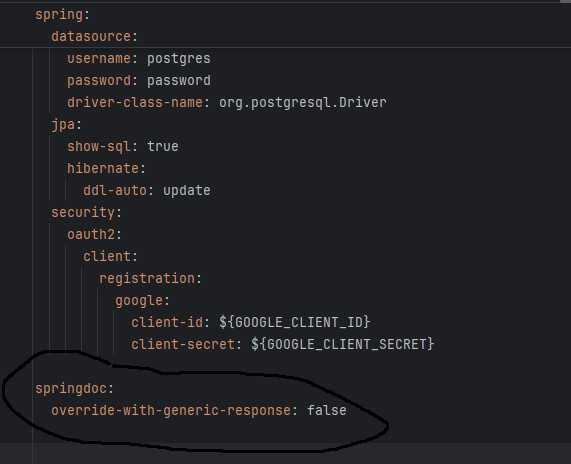 spring:
datasource:
username: postgres
password: password
driver-class-name: org.postgresql.Driver
jpa:
show-sql: true
hibernate:
ddl-auto: update
security:
oauth2:
client:
registration:
google:
client-id: ${GOOGLE_CLIENT_ID}
client-secret: ${GOOGLE_CLIENT_SECRET}
springdoc:
override-with-generic-response: false